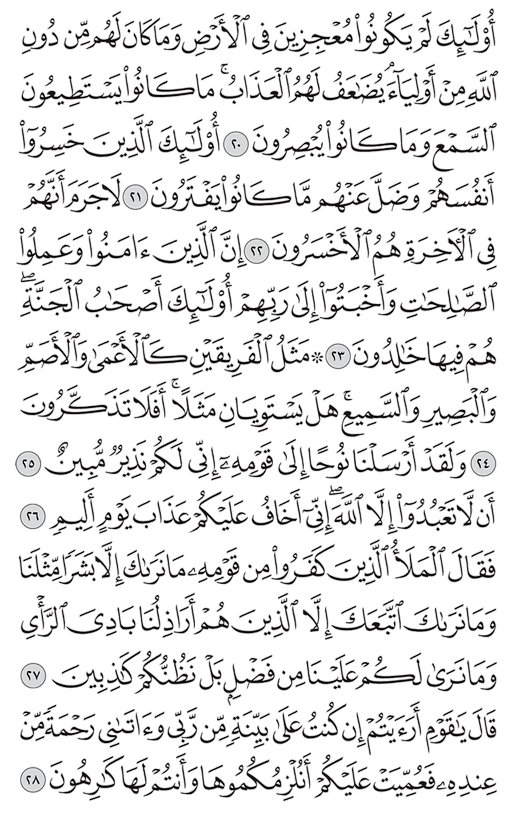 أُوْلَٰٓئِكَ لَمۡ يَكُونُواْ مُعۡجِزِينَ فِي ٱلۡأَرۡضِ وَمَا كَانَ لَهُم مِّن دُونِ
ٱللَّهِ مِنۡ أَوۡلِيَآءَۘ يُضَٰعَفُ لَهُمُ ٱلۡعَذَابُۚ مَا كَانُواْ يَسۡتَطِيعُونَ
ٱلسَّمۡعَ وَمَا كَانُواْ يُبۡصِرُونَ ٢٠ أُوْلَٰٓئِكَ ٱلَّذِينَ خَسِرُوٓاْ
أَنفُسَهُمۡ وَضَلَّ عَنۡهُم مَّا كَانُواْ يَفۡتَرُونَ ٢١ لَا جَرَمَ أَنَّهُمۡ
فِي ٱلۡأٓخِرَةِ هُمُ ٱلۡأَخۡسَرُونَ ٢٢ إِنَّ ٱلَّذِينَ ءَامَنُواْ وَعَمِلُواْ
ٱلصَّٰلِحَٰتِ وَأَخۡبَتُوٓاْ إِلَىٰ رَبِّهِمۡ أُوْلَٰٓئِكَ أَصۡحَٰبُ ٱلۡجَنَّةِۖ
هُمۡ فِيهَا خَٰلِدُونَ ٢٣ ۞ مَثَلُ ٱلۡفَرِيقَيۡنِ كَٱلۡأَعۡمَىٰ وَٱلۡأَصَمِّ
وَٱلۡبَصِيرِ وَٱلسَّمِيعِۚ هَلۡ يَسۡتَوِيَانِ مَثَلًاۚ أَفَلَا تَذَكَّرُونَ
٢٤ وَلَقَدۡ أَرۡسَلۡنَا نُوحًا إِلَىٰ قَوۡمِهِۦٓ إِنِّي لَكُمۡ نَذِيرٞ مُّبِينٌ ٢٥
أَن لَّا تَعۡبُدُوٓاْ إِلَّا ٱللَّهَۖ إِنِّيٓ أَخَافُ عَلَيۡكُمۡ عَذَابَ يَوۡمٍ أَلِيمٖ ٢٦
فَقَالَ ٱلۡمَلَأُ ٱلَّذِينَ كَفَرُواْ مِن قَوۡمِهِۦ مَا نَرَىٰكَ إِلَّا بَشَرٗا مِّثۡلَنَا
وَمَا نَرَىٰكَ ٱتَّبَعَكَ إِلَّا ٱلَّذِينَ هُمۡ أَرَاذِلُنَا بَادِيَ ٱلرَّأۡيِ
وَمَا نَرَىٰ لَكُمۡ عَلَيۡنَا مِن فَضۡلِۭ بَلۡ نَظُنُّكُمۡ كَٰذِبِينَ ٢٧
قَالَ يَٰقَوۡمِ أَرَءَيۡتُمۡ إِن كُنتُ عَلَىٰ بَيِّنَةٖ مِّن رَّبِّي وَءَاتَىٰنِي رَحۡمَةٗ مِّنۡ
عِندِهِۦ فَعُمِّيَتۡ عَلَيۡكُمۡ أَنُلۡزِمُكُمُوهَا وَأَنتُمۡ لَهَا كَٰرِهُونَ ٢٨